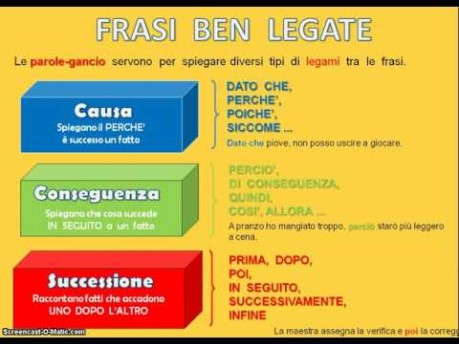 FRASI BEN LEGATE
Le parole-gancio servono per spiegare diversi tipi di legami tra le frasi.
Causa
Spiegano il PERCHE'
è successo un fatto
DATO CHE,
PERCHE',
POICHE',
SICCOME ...
Dato che piove, non posso uscire a giocare.
Conseguenza
Spiegano che cosa succede
IN SEGUITO a un fatto
PERCIO',
DI CONSEGUENZA,
QUINDI,
COSI', ALLORA ...
A pranzo ho mangiato troppo, perciò starò più leggero
a cena.
Successione
Raccontano fatti che accadono
UNO DOPO L'ALTRO
PRIMA, DOPO,
POI,
IN SEGUITO,
SUCCESSIVAMENTE,
INFINE
La maestra assegna la verifica e poi la corregg
Screencast-O-Matic.com